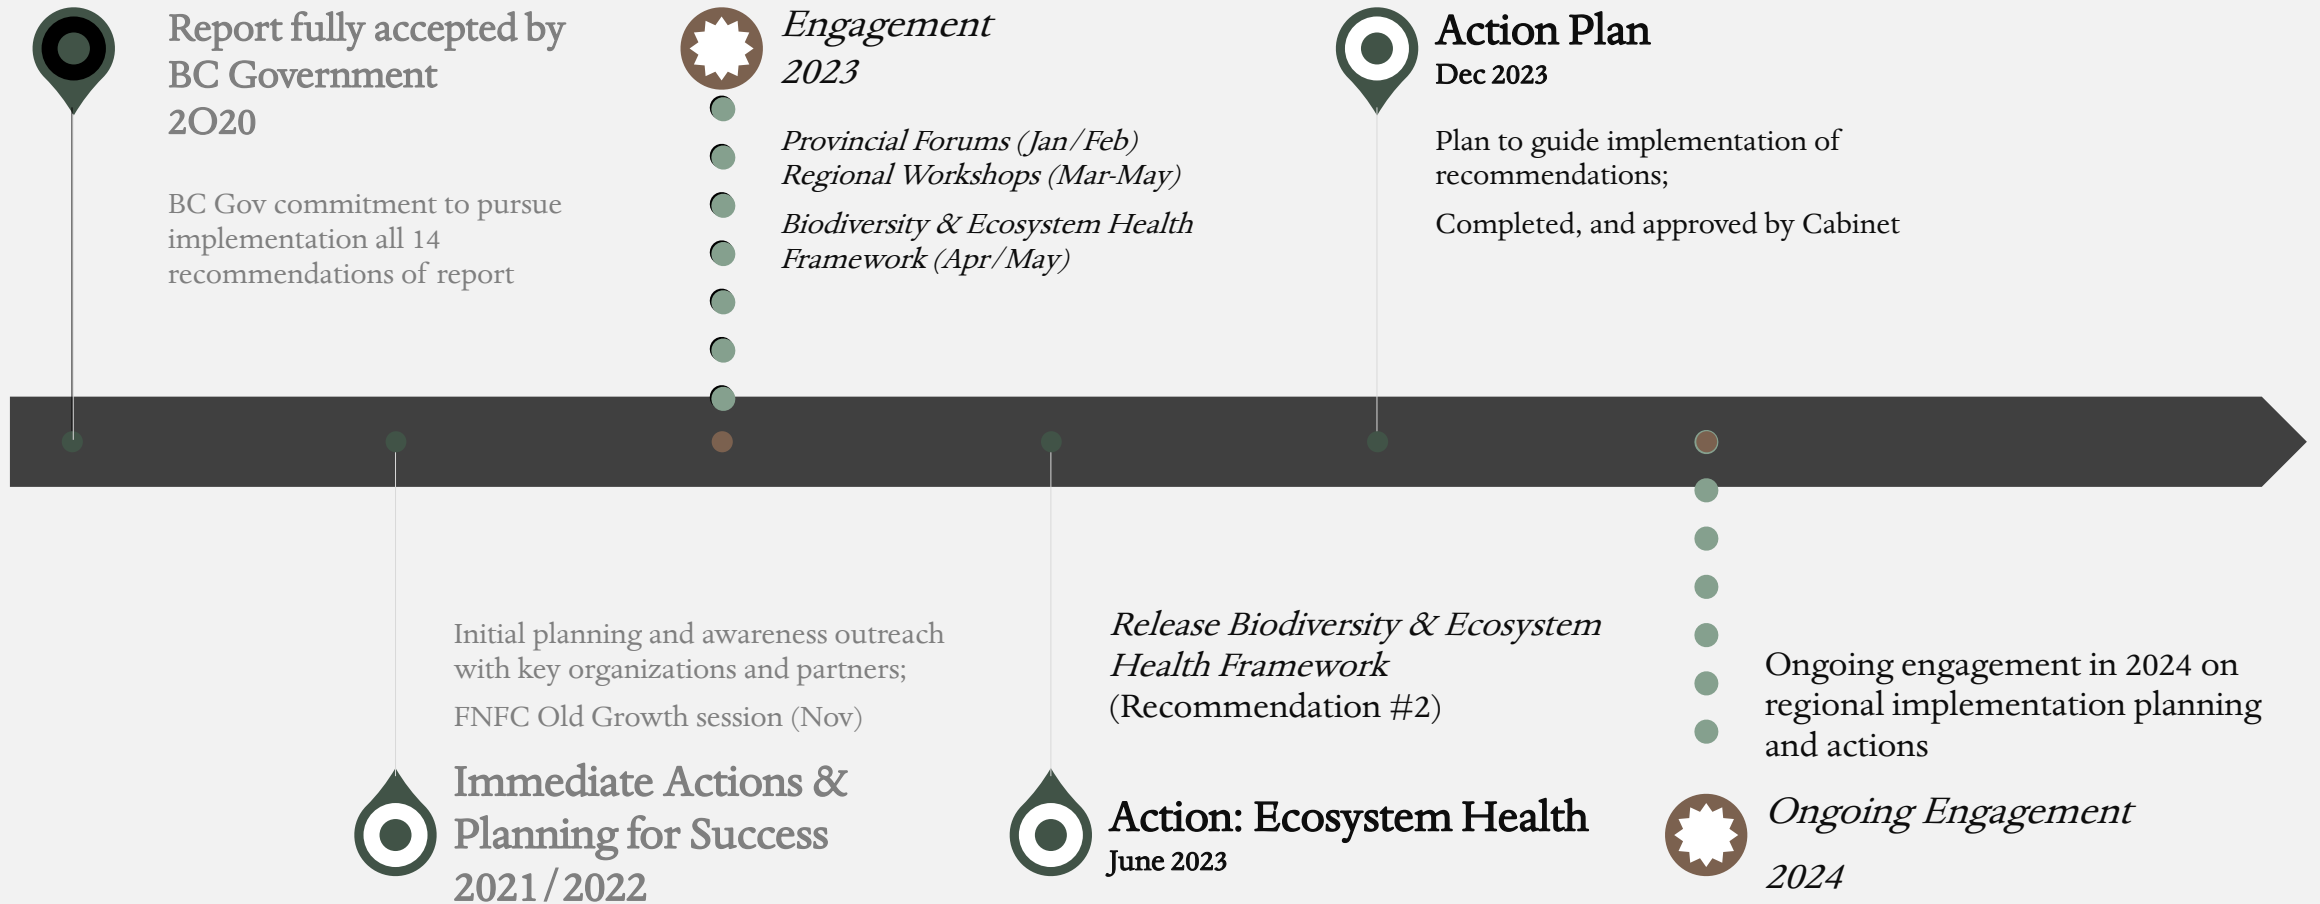 Report fully accepted by
BC Government
2O20
BC Gov commitment to pursue
implementation all 14
recommendations of report
Engagement
2023
Provincial Forums (Jan/Feb)
Regional Workshops (Mar-May)
Biodiversity & Ecosystem Health
Framework (Apr/May)
Action Plan
Dec 2023
Plan to guide implementation of
recommendations;
Completed, and approved by Cabinet
Initial planning and awareness outreach
with key organizations and partners;
FNFC Old Growth session (Nov)
Immediate Actions &
Planning for Success
2021/2022
Release Biodiversity & Ecosystem
Health Framework
(Recommendation #2)
Action: Ecosystem Health
June 2023
Ongoing engagement in 2024 on
regional implementation planning
and actions
Ongoing Engagement
2024